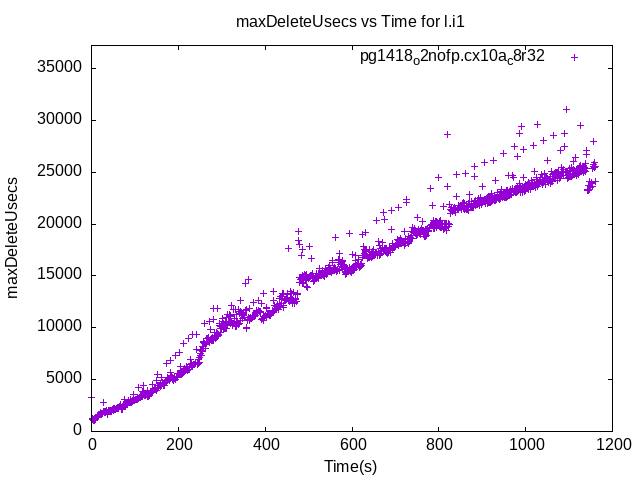 maxDeleteUsecs vs Time for l.i1
pg1418o2nofp.cx10ac8r32
35000
30000
25000
20000
15000
10000
5000
0
maxDeleteUsecs
0 200 400 600 800 1000 1200
Time(s)